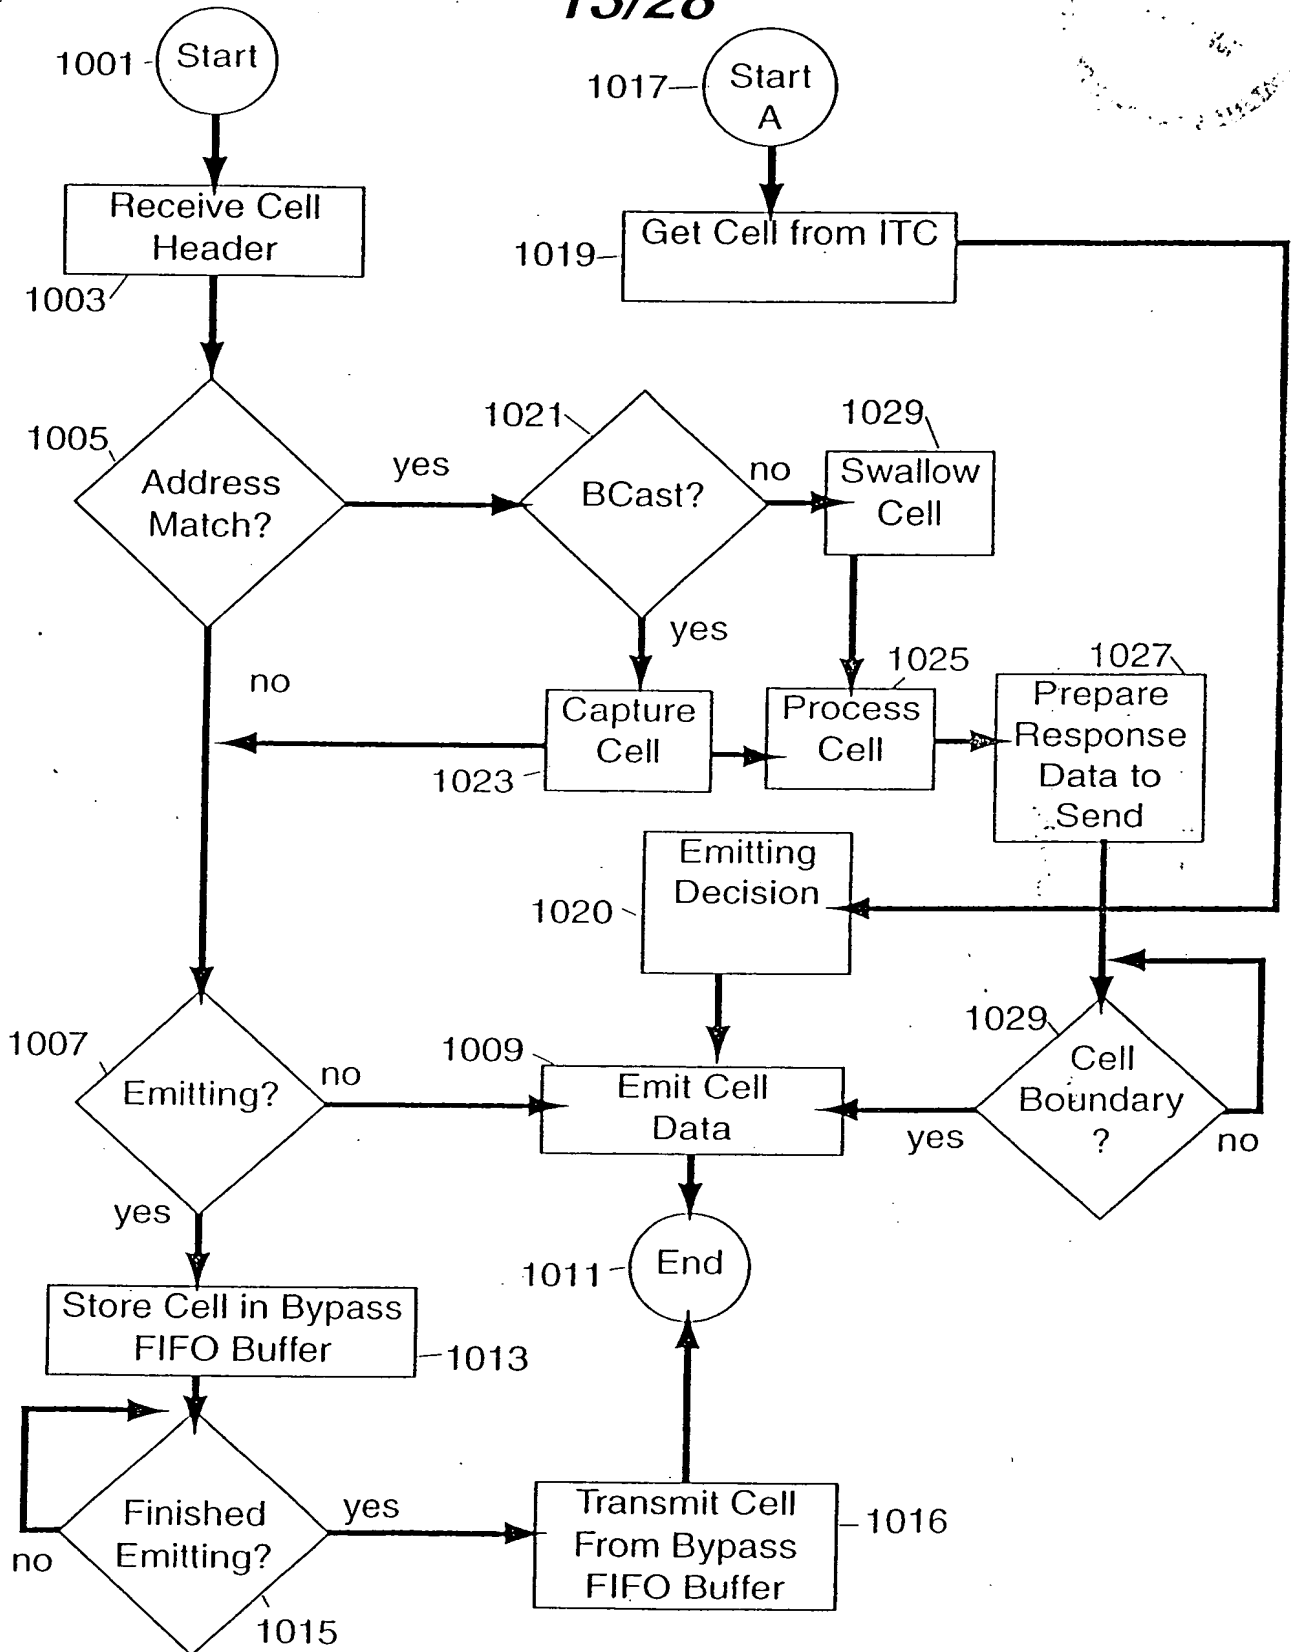 13/28
1001
Start
1017
Start
A
Receive Cell
Header
1003
Get Cell from ITC
1019
1005
Address
Match?
yes
1021
BCast?
no
1029
Swallow
Cell
yes
no
Capture
Cell
1023
1025
Process
Cell
1027
Prepare
Response
Data to
Send
Emitting
Decision
1020
1007
Emitting?
no
1009
Emit Cell
Data
1029
Cell
Boundary
?
yes
no
yes
1011
End
Store Cell in Bypass
FIFO Buffer
1013
Finished
Emitting?
yes
no
1015
Transmit Cell
From Bypass
FIFO Buffer
1016